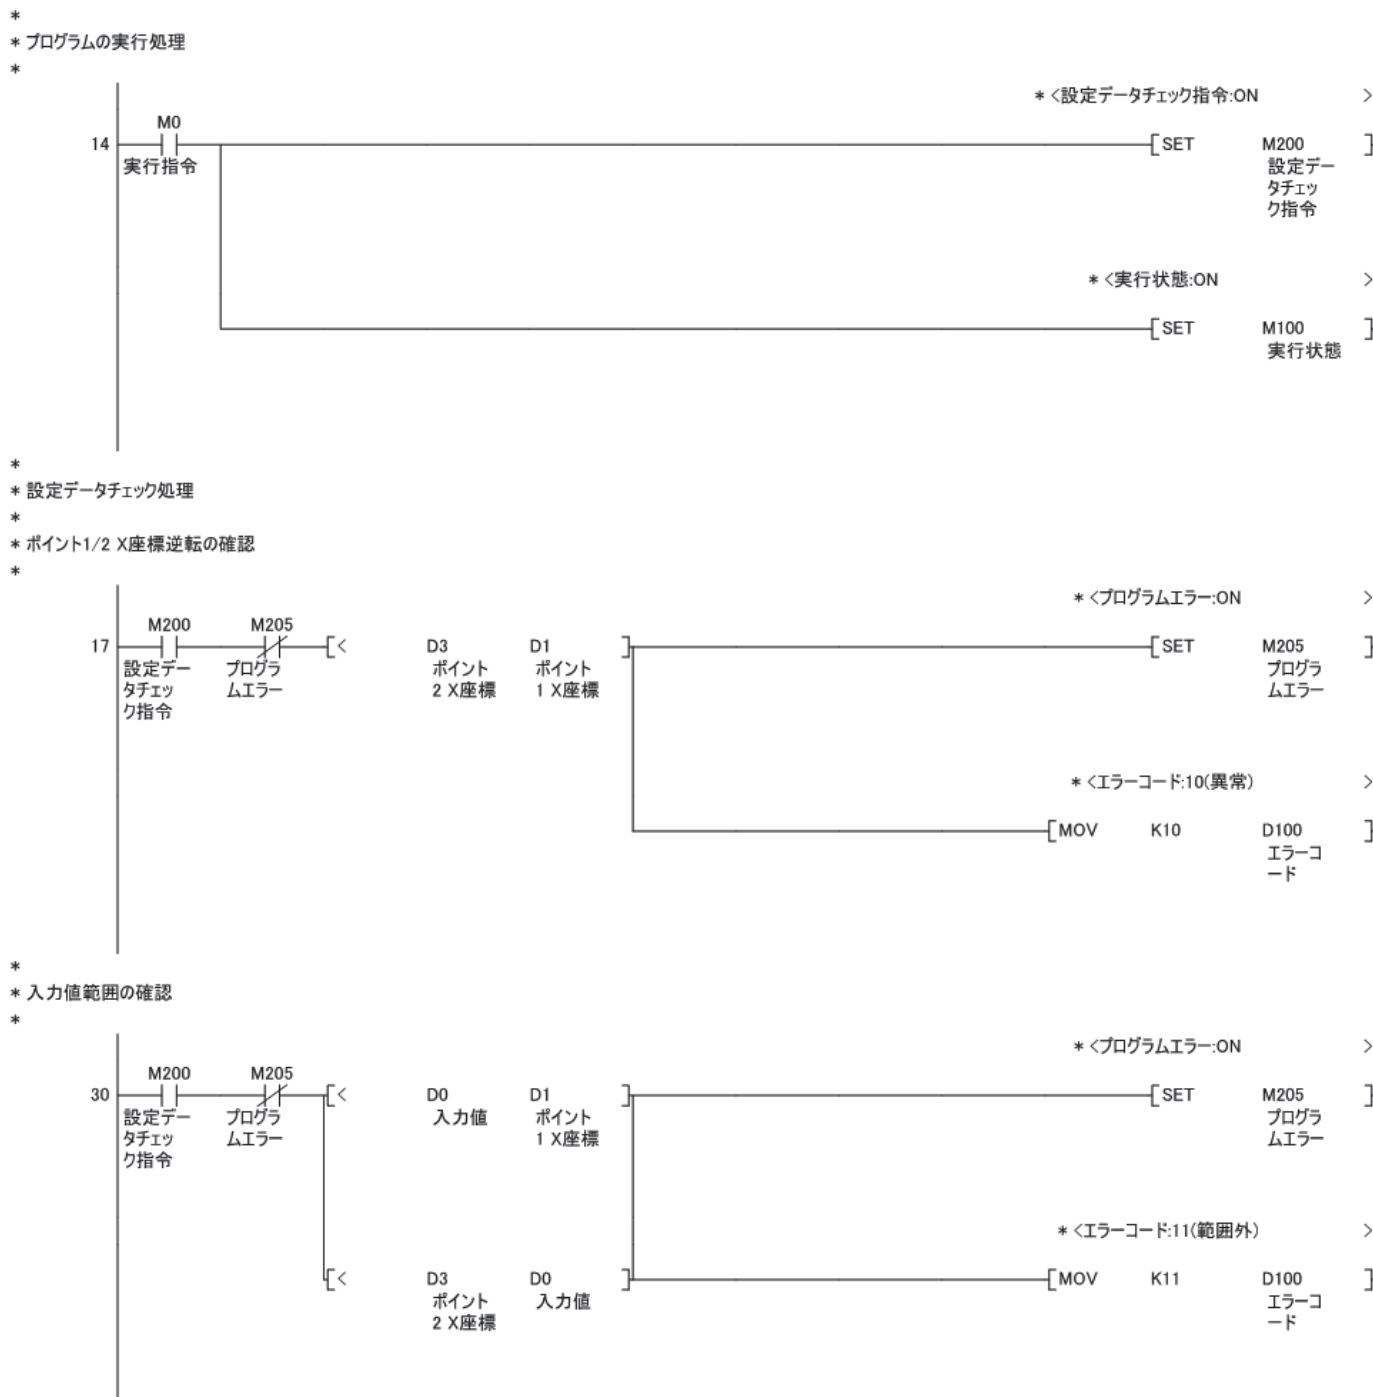 *
* プログラムの実行処理
*
* <設定データチェック指令:ON >
M0
14 [SET M200 ]
実行指令 設定デー
タチェッ
ク指令
* <実行状態:ON >
[SET M100 ]
実行状態
*
* 設定データチェック処理
*
* ポイント1/2 X座標逆転の確認
*
* <プログラムエラー:ON >
M200 M205
17 [< D3 D1 ] [SET M205 ]
設定デー プログラ ポイント ポイント プログラ
タチェッ ムエラー 2 X座標 1 X座標 ムエラー
ク指令
* <エラーコード:10(異常) >
[MOV K10 D100 ]
エラーコ
ード
*
* 入力値範囲の確認
*
* <プログラムエラー:ON >
M200 M205
30 [< D0 D1 ] [SET M205 ]
設定デー プログラ 入力値 ポイント プログラ
タチェッ ムエラー 1 X座標 ムエラー
ク指令
* <エラーコード:11(範囲外) >
[< D3 D0 ] [MOV K11 D100 ]
ポイント 入力値 エラーコ
2 X座標 ード